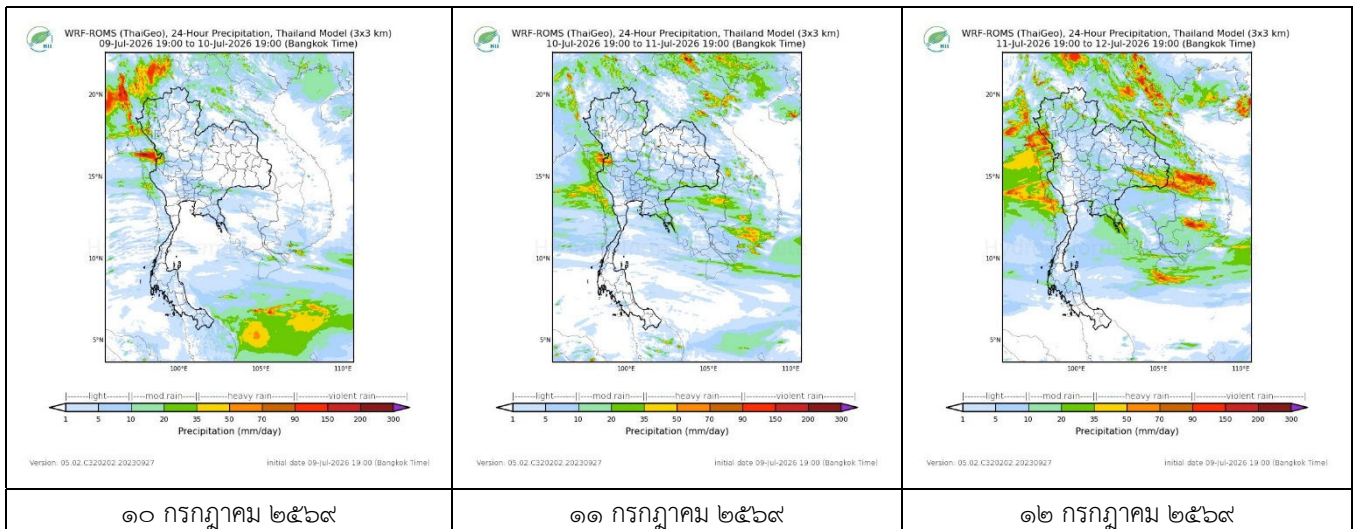 WRF-ROMS (ThaiGeo), 24-Hour Precipitation, Thailand Model (3x3 km)
09-Jul-2026 19:00 to 10-Jul-2026 19:00 (Bangkok Time)
20°N
15°N
10°N
5°N
100°E 105°E 110°E
light mod rain heavy rain violent rain
1 5 10 20 35 50 70 90 150 200 300
Precipitation (mm/day)
Version: 05.02.C320202.20230927 initial date 09-Jul-2026 19:00 (Bangkok Time)
๑๐ กรกฎาคม ๒๕๖๙
WRF-ROMS (ThaiGeo), 24-Hour Precipitation, Thailand Model (3x3 km)
10-Jul-2026 19:00 to 11-Jul-2026 19:00 (Bangkok Time)
20°N
15°N
10°N
5°N
100°E 105°E 110°E
light mod rain heavy rain violent rain
1 5 10 20 35 50 70 90 150 200 300
Precipitation (mm/day)
Version: 05.02.C320202.20230927 initial date 09-Jul-2026 19:00 (Bangkok Time)
๑๑ กรกฎาคม ๒๕๖๙
WRF-ROMS (ThaiGeo), 24-Hour Precipitation, Thailand Model (3x3 km)
11-Jul-2026 19:00 to 12-Jul-2026 19:00 (Bangkok Time)
20°N
15°N
10°N
5°N
100°E 105°E 110°E
light mod rain heavy rain violent rain
1 5 10 20 35 50 70 90 150 200 300
Precipitation (mm/day)
Version: 05.02.C320202.20230927 initial date 09-Jul-2026 19:00 (Bangkok Time)
๑๒ กรกฎาคม ๒๕๖๙